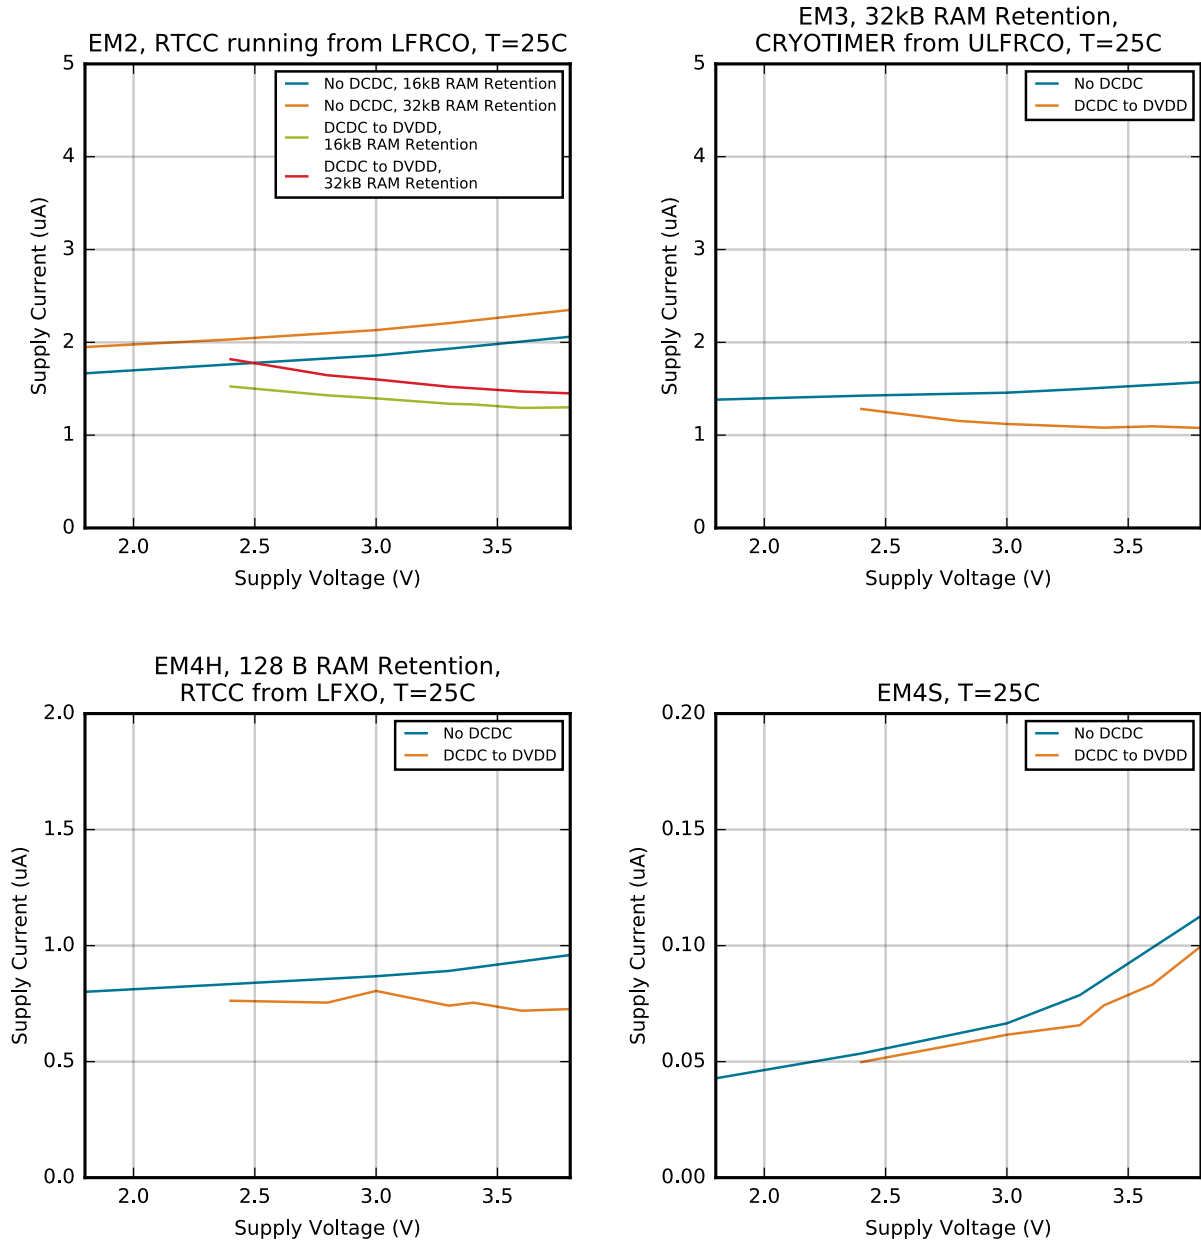 EM2, RTCC running from LFRCO, T=25C
5
4
3
2
1
0
Supply Current (uA)
No DCDC, 16kB RAM Retention
No DCDC, 32kB RAM Retention
DCDC to DVDD,
16kB RAM Retention
DCDC to DVDD,
32kB RAM Retention
2.0 2.5 3.0 3.5
Supply Voltage (V)
EM3, 32kB RAM Retention,
CRYOTIMER from ULFRCO, T=25C
5
4
3
2
1
0
Supply Current (uA)
No DCDC
DCDC to DVDD
2.0 2.5 3.0 3.5
Supply Voltage (V)
EM4H, 128 B RAM Retention,
RTCC from LFXO, T=25C
2.0
1.5
1.0
0.5
0.0
Supply Current (uA)
No DCDC
DCDC to DVDD
2.0 2.5 3.0 3.5
Supply Voltage (V)
EM4S, T=25C
0.20
0.15
0.10
0.05
0.00
Supply Current (uA)
No DCDC
DCDC to DVDD
2.0 2.5 3.0 3.5
Supply Voltage (V)